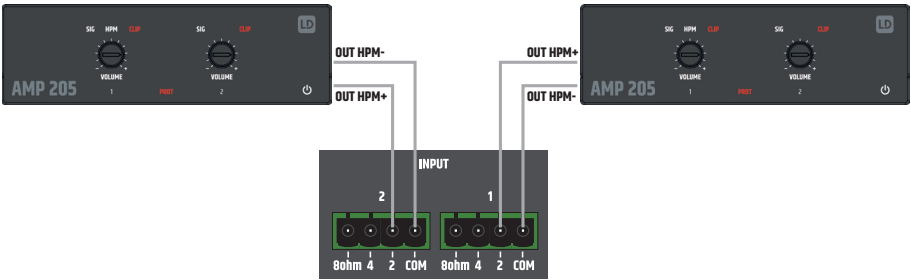 SIG HPM CLIP SIG LD
VOLUME VOLUME
AMP 205 1 PROT 2
OUT HPM-
OUT HPM+
SIG HPM CLIP SIG LD
VOLUME VOLUME
AMP 205 1 PROT 2
OUT HPM+
OUT HPM-
INPUT
2 1
8ohm 4 2 COM 8ohm 4 2 COM